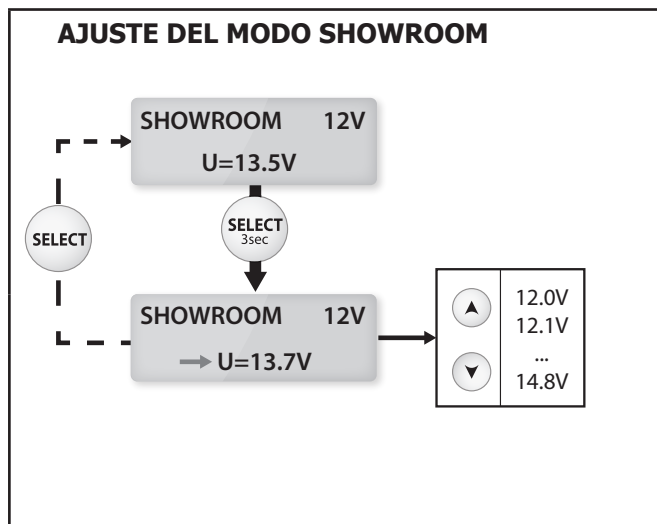 AJUSTE DEL MODO SHOWROOM
SHOWROOM 12V
U=13.5V
SELECT
SELECT
3sec
SHOWROOM 12V
U=13.7V
12.0V
12.1V
...
14.8V